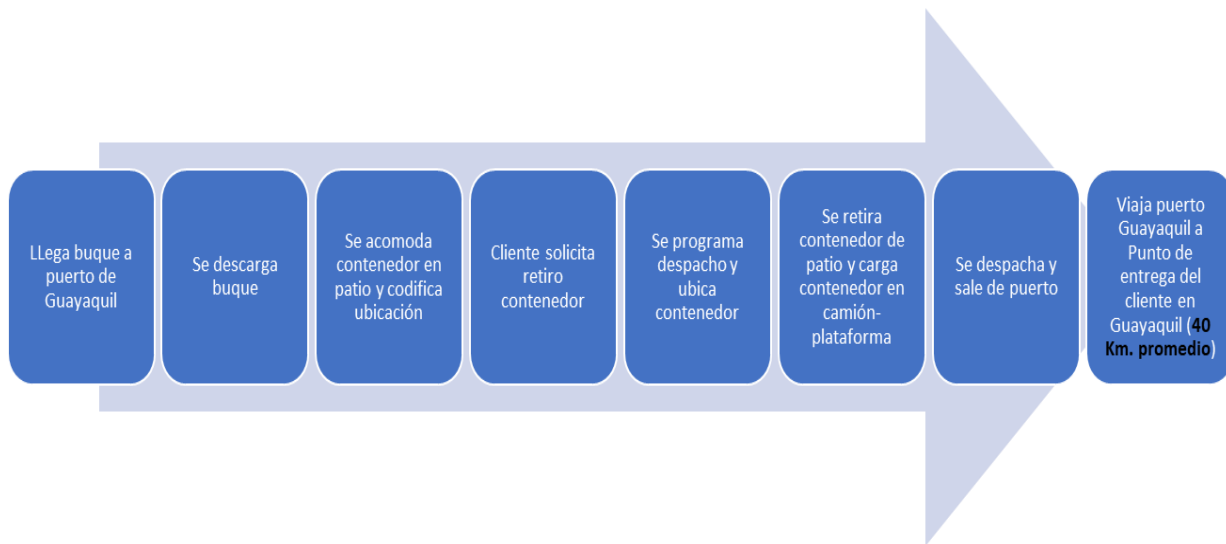 LLega buque a
puerto de
Guayaquil
Se descarga
buque
Se acomoda
contenedor en
patio y codifica
ubicación
Cliente solicita
retiro
contenedor
Se programa
despacho y
ubica
contenedor
Se retira
contenedor de
patio y carga
contenedor en
camión-
plataforma
Se despacha y
sale de puerto
Viaja puerto
Guayaquil a
Punto de
entrega del
cliente en
Guayaquil (40
Km. promedio)